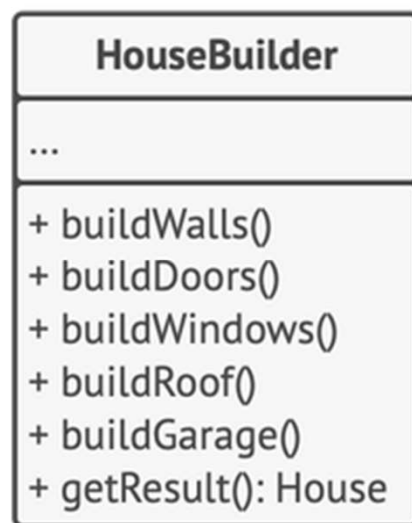 HouseBuilder
...
+ buildWalls()
+ buildDoors()
+ buildWindows()
+ buildRoof()
+ buildGarage()
+ getResult(): House